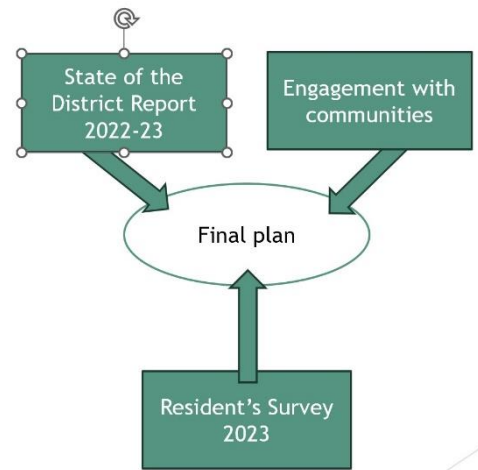 State of the
District Report
2022-23
Engagement with
communities
Final plan
Resident’s Survey
2023